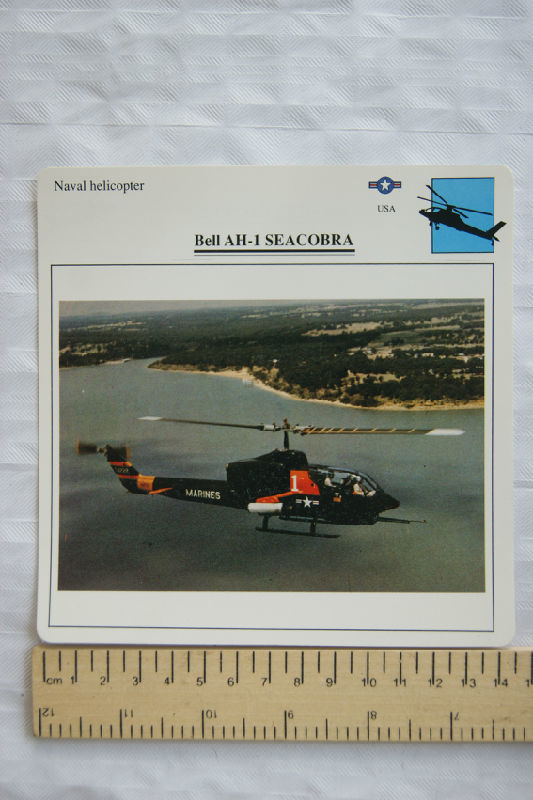 Naval helicopter
USA
Bell AH-1 SEACOBRA
MARINES
1
cm 1 2 3 4 5 6 7 8 9 10 11 12 13 14 15
12 11 10 9 8 7